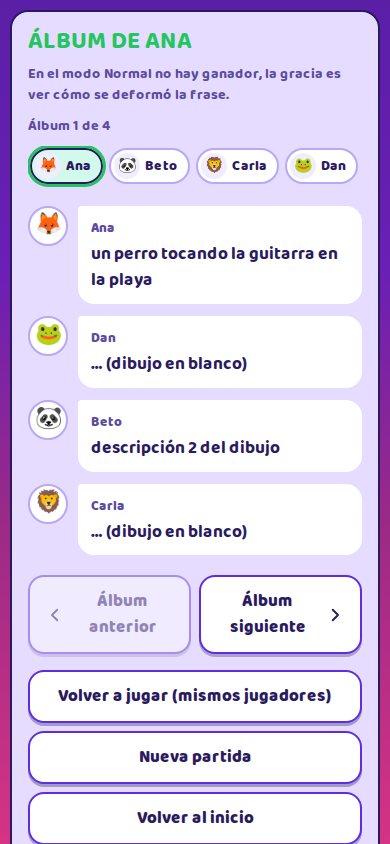 ÁLBUM DE ANA
En el modo Normal no hay ganador, la gracia es
ver cómo se deformó la frase.
Álbum 1 de 4
Ana
Beto
Carla
Dan
Ana
un perro tocando la guitarra en
la playa
Dan
... (dibujo en blanco)
Beto
descripción 2 del dibujo
Carla
... (dibujo en blanco)
Álbum
anterior
Álbum
siguiente
Volver a jugar (mismos jugadores)
Nueva partida
Volver al inicio